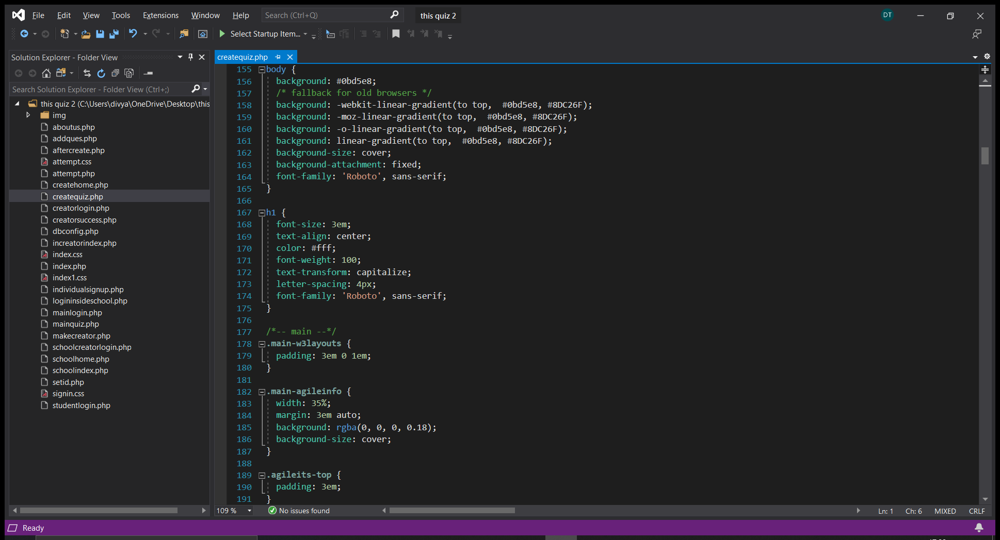 File Edit View Tools Extensions Window Help Search (Ctrl+Q) this quiz 2 DT
Select Startup Item...
Solution Explorer - Folder View
Search Solution Explorer - Folder View (Ctrl+;)
this quiz 2 (C:\Users\divya\OneDrive\Desktop\this
img
aboutus.php
addques.php
aftercreate.php
attempt.css
attempt.php
createhome.php
createquiz.php
creatorlogin.php
creatorsuccess.php
dbconfig.php
increatorindex.php
index.css
index.php
index1.css
individualsignup.php
logininsideschool.php
mainlogin.php
mainquiz.php
makecreator.php
schoolcreatorlogin.php
schoolhome.php
schoolindex.php
setid.php
signin.css
studentlogin.php
createquiz.php
155 body {
156 background: #0bd5e8;
157 /* fallback for old browsers */
158 background: -webkit-linear-gradient(to top,  #0bd5e8, #8DC26F);
159 background: -moz-linear-gradient(to top,  #0bd5e8, #8DC26F);
160 background: -o-linear-gradient(to top,  #0bd5e8, #8DC26F);
161 background: linear-gradient(to top,  #0bd5e8, #8DC26F);
162 background-size: cover;
163 background-attachment: fixed;
164 font-family: 'Roboto', sans-serif;
165 }
166
167 h1 {
168 font-size: 3em;
169 text-align: center;
170 color: #fff;
171 font-weight: 100;
172 text-transform: capitalize;
173 letter-spacing: 4px;
174 font-family: 'Roboto', sans-serif;
175 }
176
177 /*-- main --*/
178 .main-w3layouts {
179 padding: 3em 0 1em;
180 }
181
182 .main-agileinfo {
183 width: 35%;
184 margin: 3em auto;
185 background: rgba(0, 0, 0, 0.18);
186 background-size: cover;
187 }
188
189 .agileits-top {
190 padding: 3em;
191 }
109 % No issues found Ln: 1 Ch: 6 MIXED CRLF
Ready